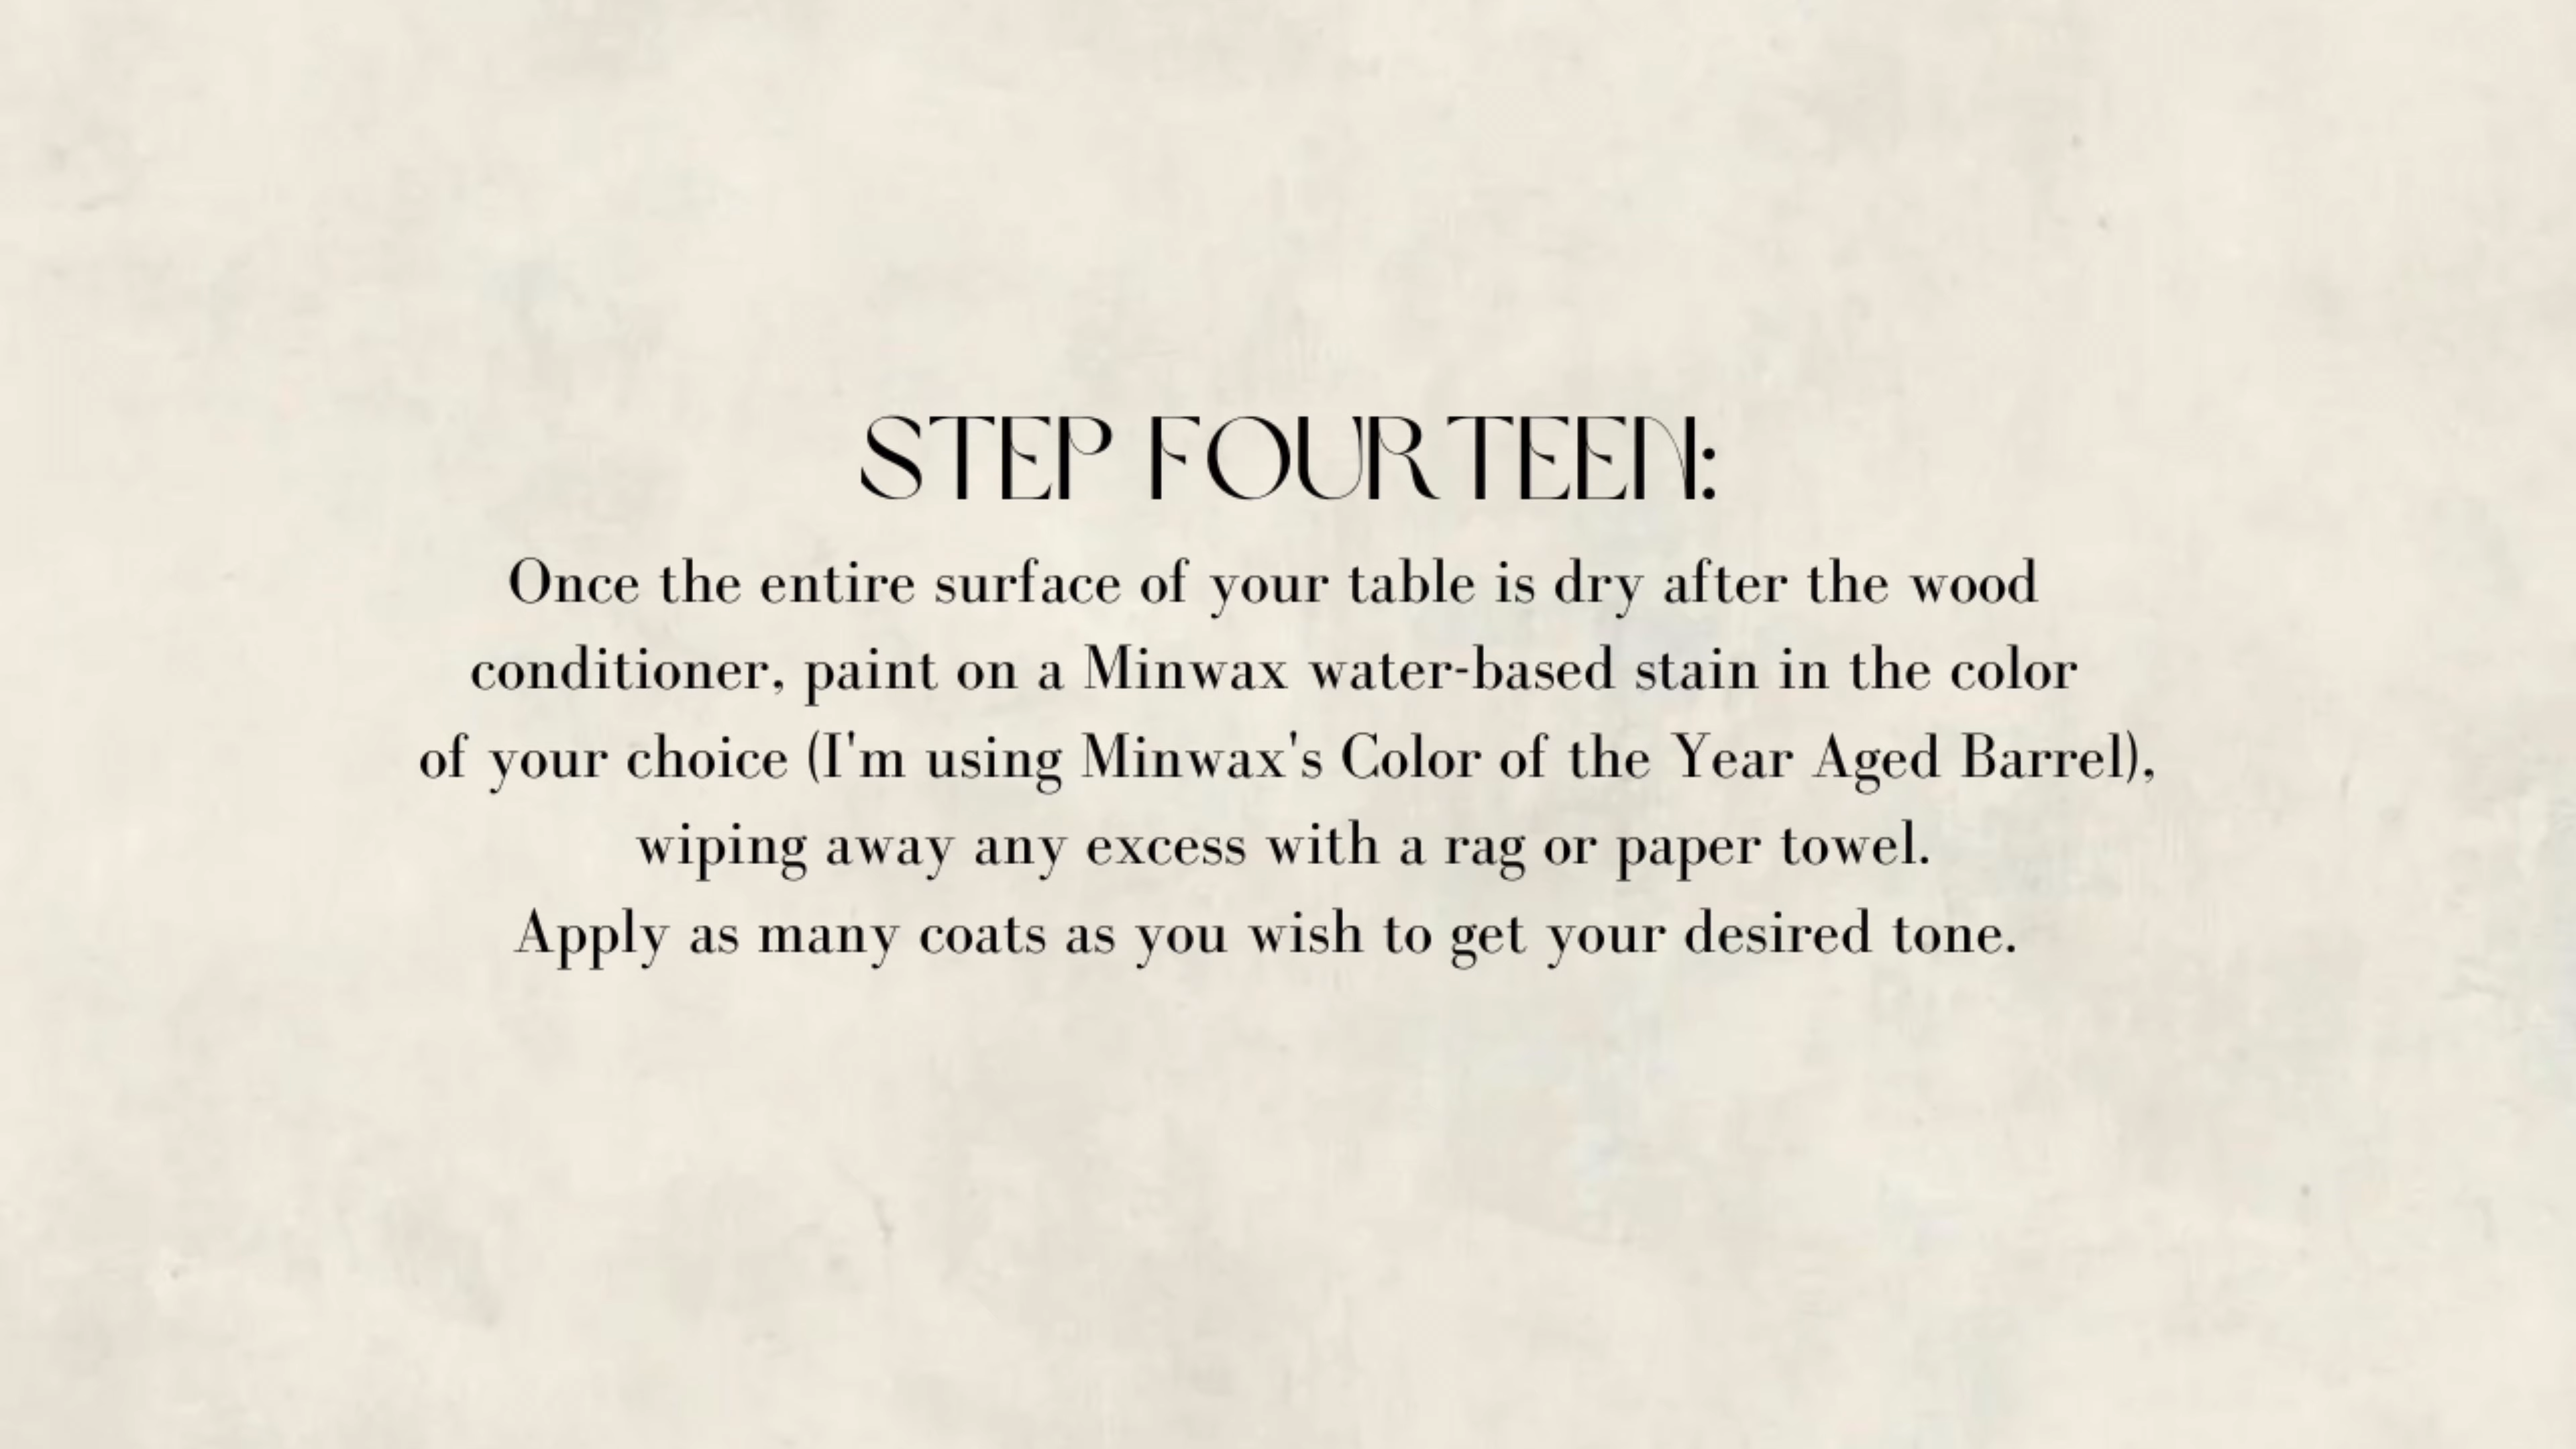 STEP FOURTEEN:
Once the entire surface of your table is dry after the wood
conditioner, paint on a Minwax water-based stain in the color
of your choice (I'm using Minwax's Color of the Year Aged Barrel),
wiping away any excess with a rag or paper towel.
Apply as many coats as you wish to get your desired tone.